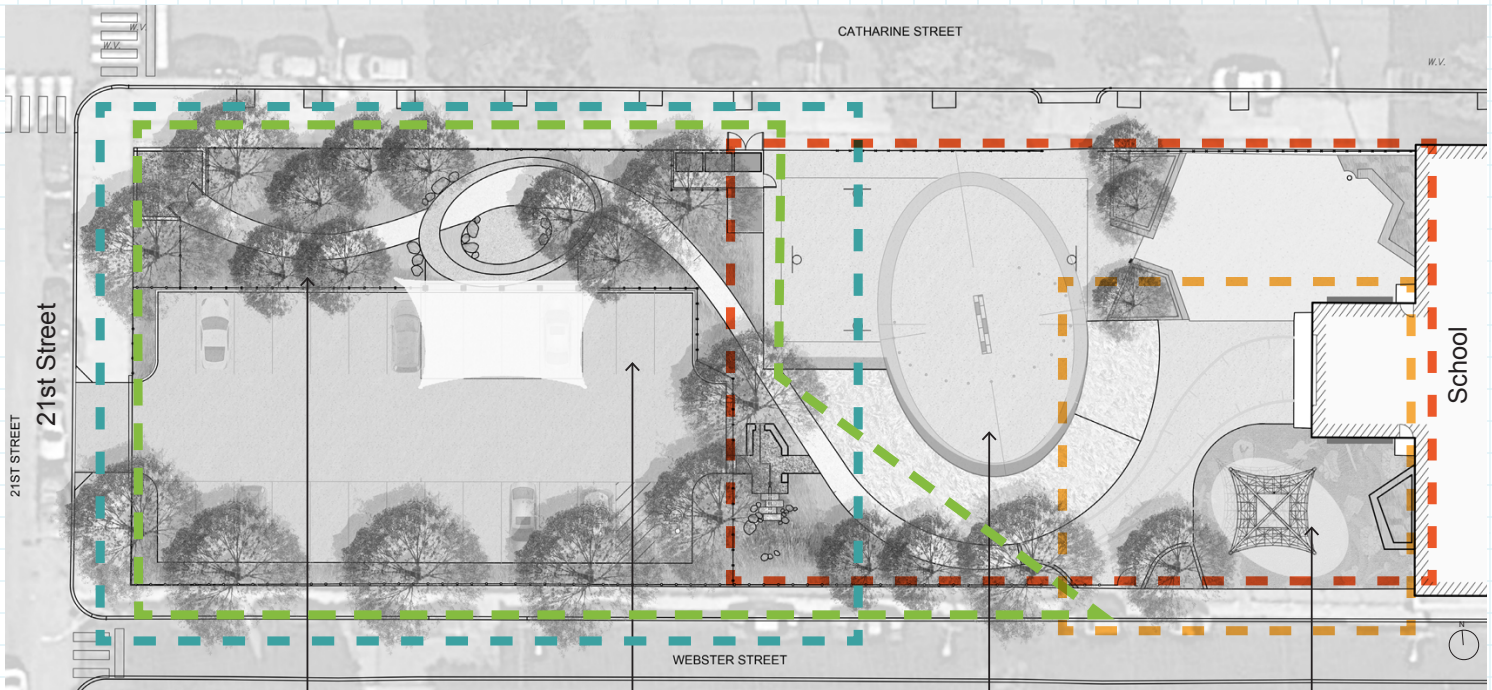 W.V.
W.V.
CATHARINE STREET
W.V.
21st Street
21ST STREET
School
WEBSTER STREET
N